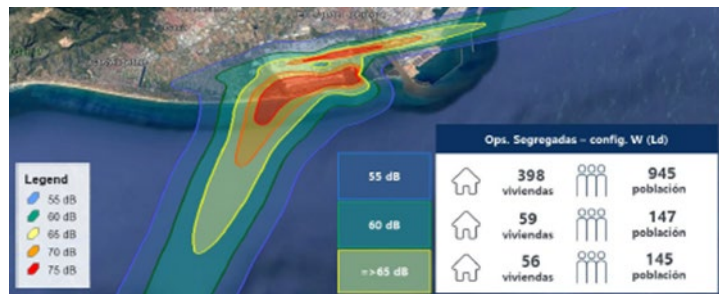 Legend
55 dB
60 dB
65 dB
70 dB
75 dB
55 dB
60 dB
=>65 dB
Ops. Segregadas – config. W (Ld)
398
viviendas
945
población
59
viviendas
147
población
56
viviendas
145
población